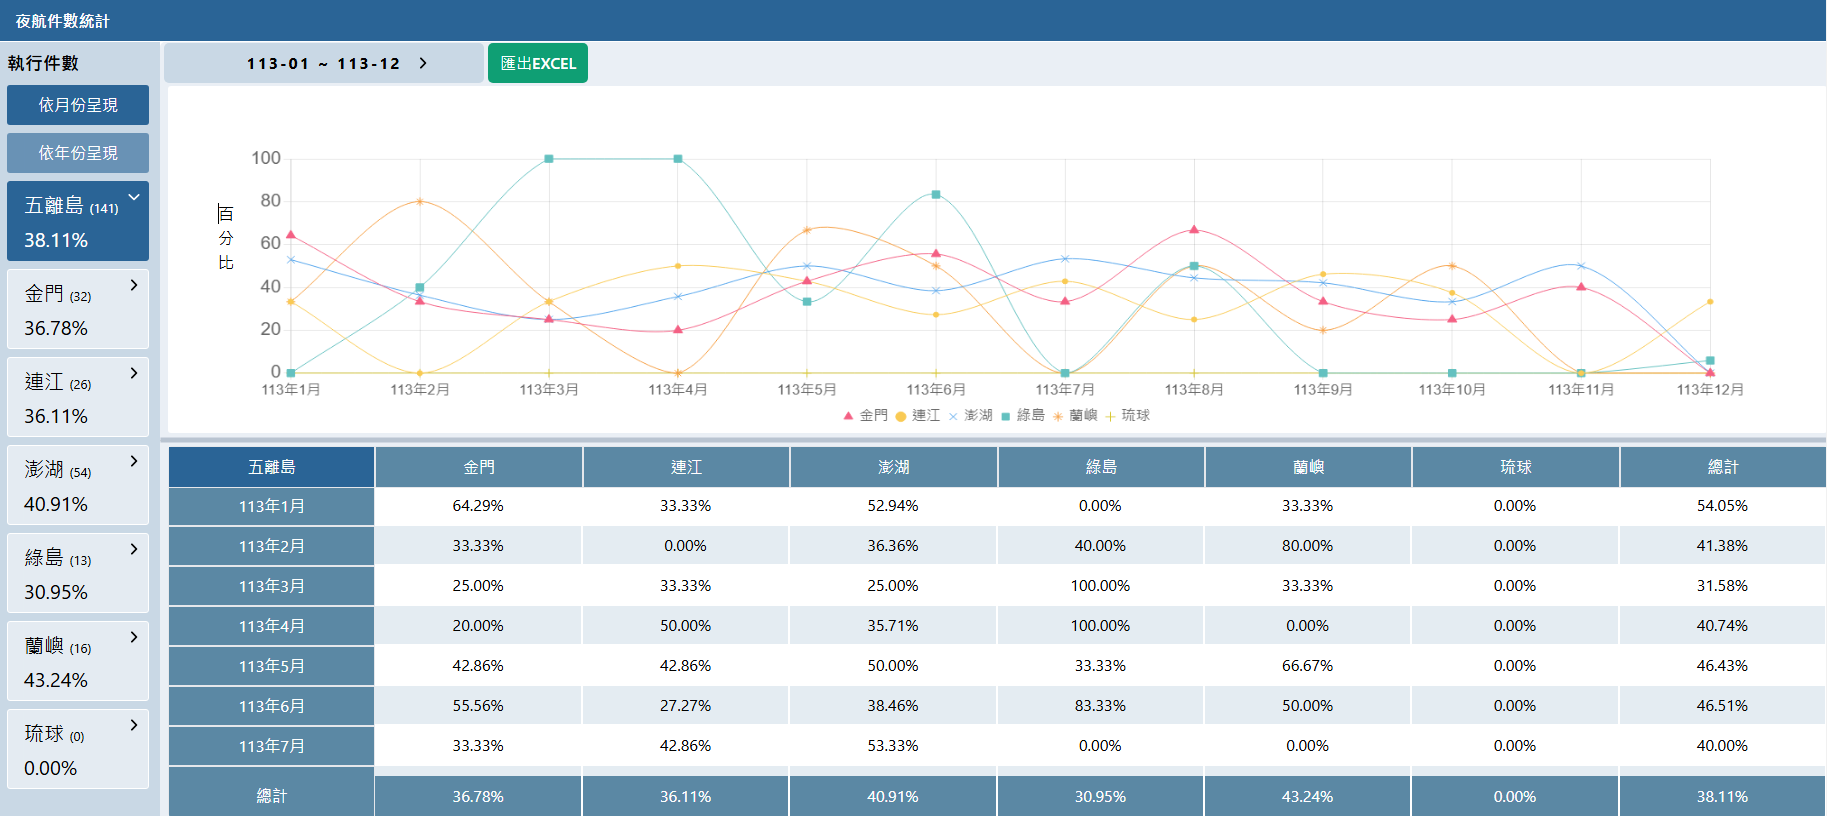 夜航件數統計
執行件數
依月份呈現
依年份呈現
五離島 (141)
38.11%
金門 (32)
36.78%
連江 (26)
36.11%
澎湖 (54)
40.91%
綠島 (13)
30.95%
蘭嶼 (16)
43.24%
琉球 (0)
0.00%
113-01 ~ 113-12
匯出EXCEL
百分比
100
80
60
40
20
0
113年1月 113年2月 113年3月 113年4月 113年5月 113年6月 113年7月 113年8月 113年9月 113年10月 113年11月 113年12月
金門 連江 澎湖 綠島 蘭嶼 琉球
五離島 金門 連江 澎湖 綠島 蘭嶼 琉球 總計
113年1月 64.29% 33.33% 52.94% 0.00% 33.33% 0.00% 54.05%
113年2月 33.33% 0.00% 36.36% 40.00% 80.00% 0.00% 41.38%
113年3月 25.00% 33.33% 25.00% 100.00% 33.33% 0.00% 31.58%
113年4月 20.00% 50.00% 35.71% 100.00% 0.00% 0.00% 40.74%
113年5月 42.86% 42.86% 50.00% 33.33% 66.67% 0.00% 46.43%
113年6月 55.56% 27.27% 38.46% 83.33% 50.00% 0.00% 46.51%
113年7月 33.33% 42.86% 53.33% 0.00% 0.00% 0.00% 40.00%
總計 36.78% 36.11% 40.91% 30.95% 43.24% 0.00% 38.11%